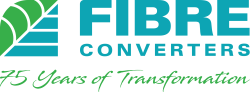 FIBRE
CONVERTERS
75 Years of Transformation